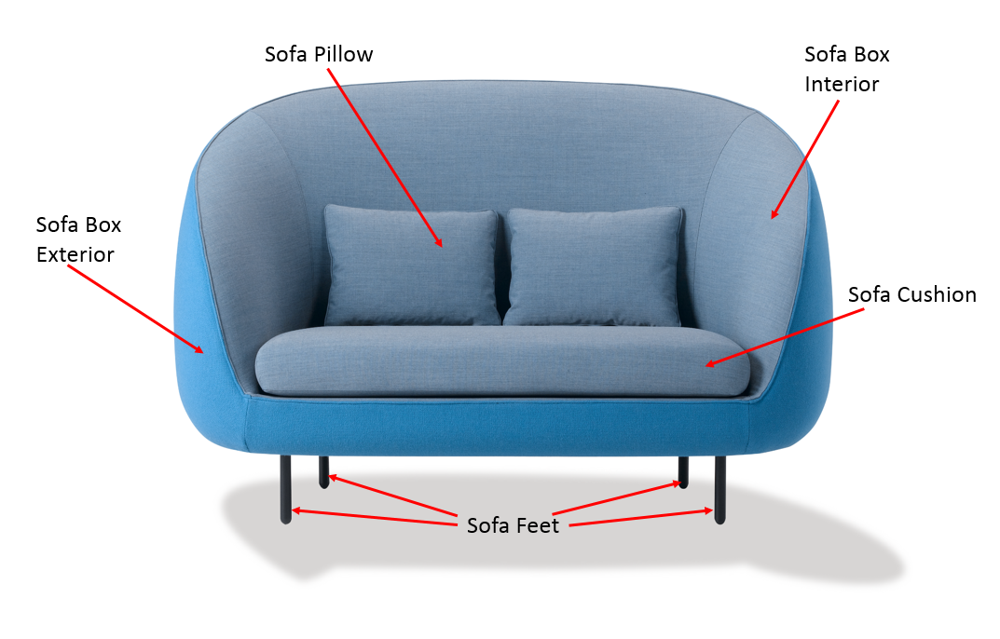 Sofa Pillow
Sofa Box
Interior
Sofa Box
Exterior
Sofa Cushion
Sofa Feet